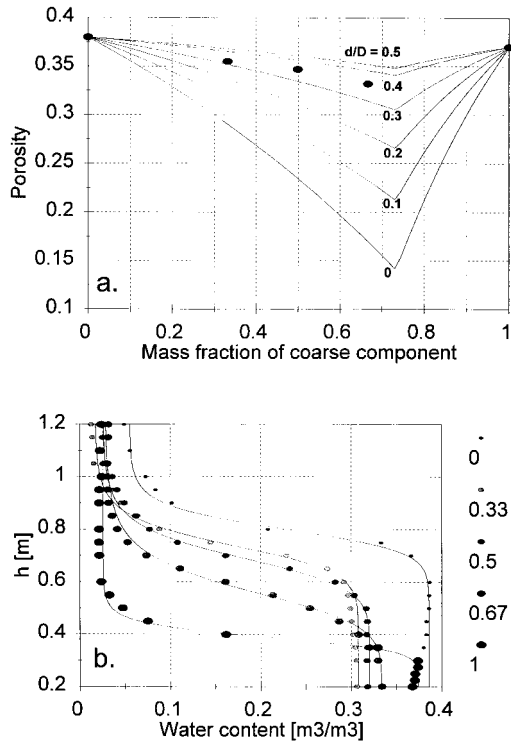 0.4
0.35
0.3
0.25
0.2
0.15
0.1
Porosity
d/D = 0.5
0.4
0.3
0.2
0.1
0
a.
0 0.2 0.4 0.6 0.8 1
Mass fraction of coarse component
1.2
1
0.8
0.6
0.4
0.2
h [m]
b.
0 0.1 0.2 0.3 0.4
Water content [m3/m3]
0
0.33
0.5
0.67
1